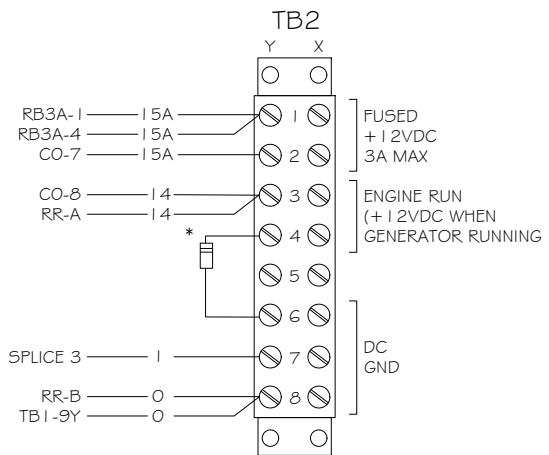 TB2
Y X
RB3A-1 15A 1 FUSED
RB3A-4 15A +12VDC
CO-7 15A 2 3A MAX
CO-8 14 3 ENGINE RUN
RR-A 14 (+12VDC WHEN
* 4 GENERATOR RUNNING
5
6
SPLICE 3 1 7 DC
GND
RR-B 0 8
TB1-9Y 0